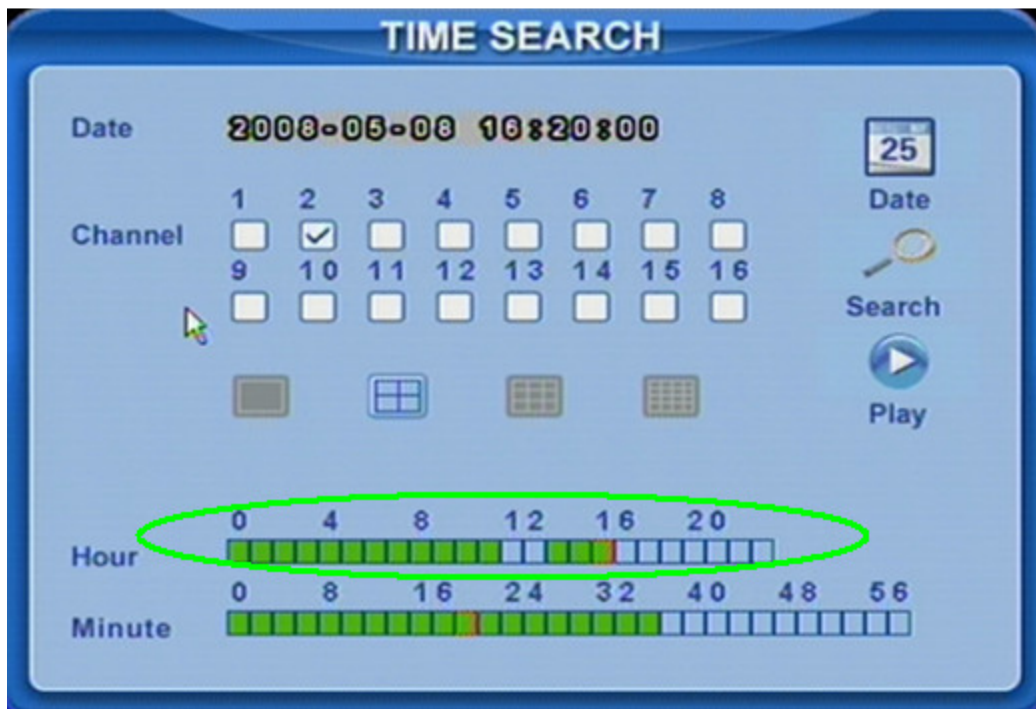 TIME SEARCH
Date 2008-05-08 16:20:00
25
Date
1 2 3 4 5 6 7 8
Channel
9 10 11 12 13 14 15 16
Search
Play
0 4 8 12 16 20
Hour
0 8 16 24 32 40 48 56
Minute